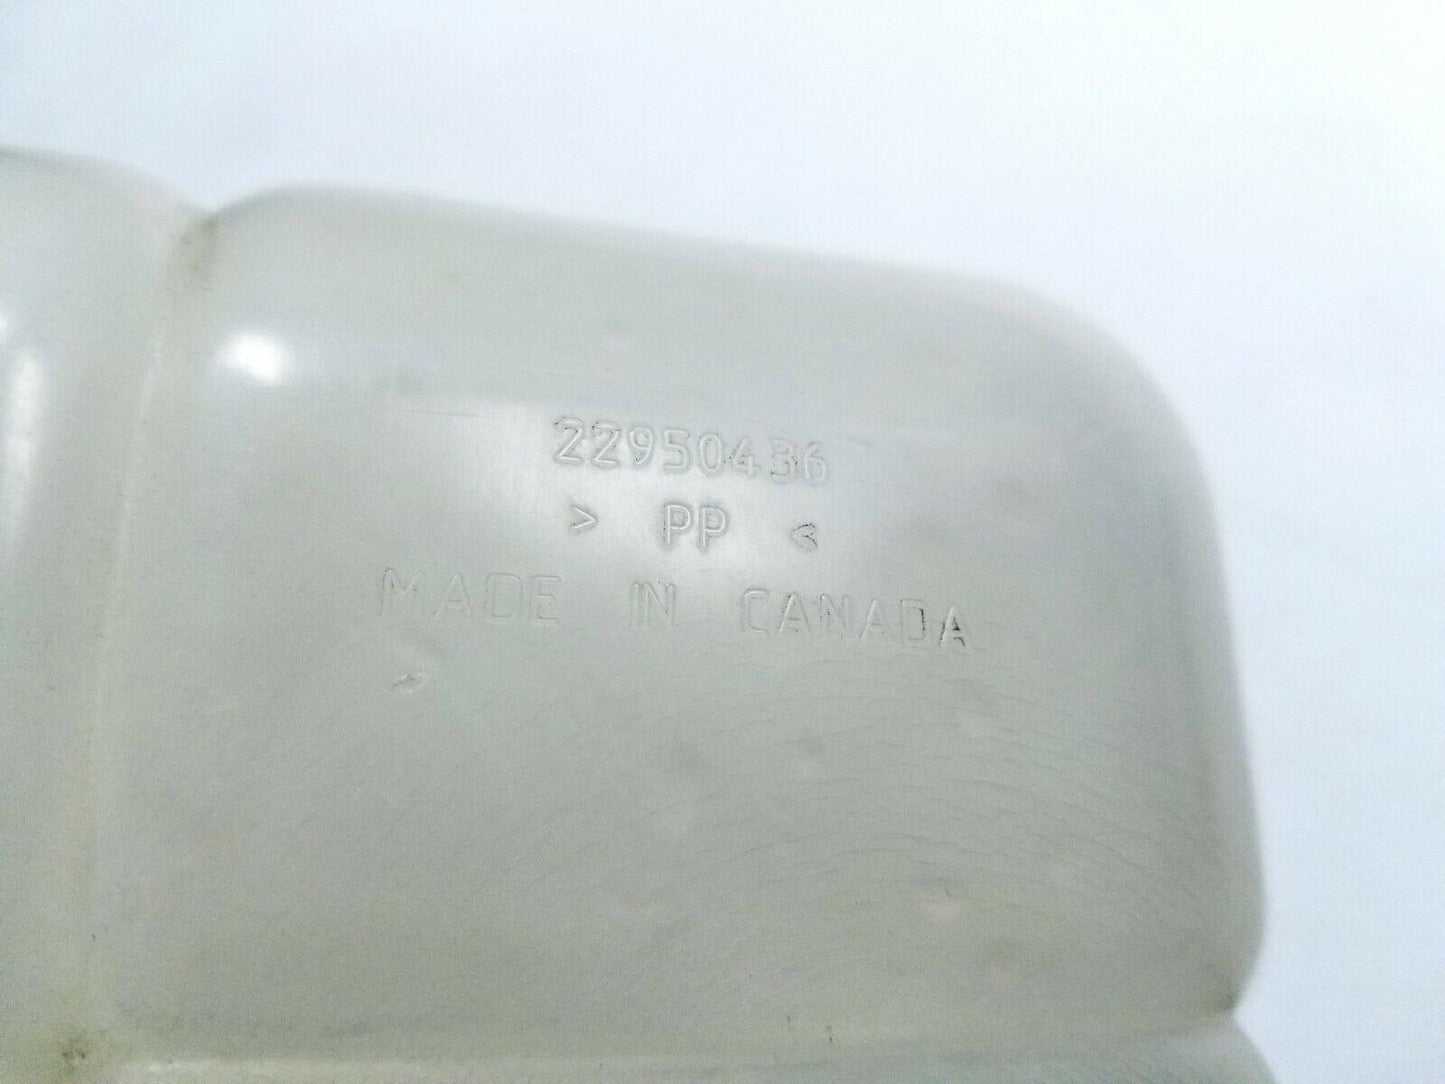 22950436
> PP <
MADE IN CANADA